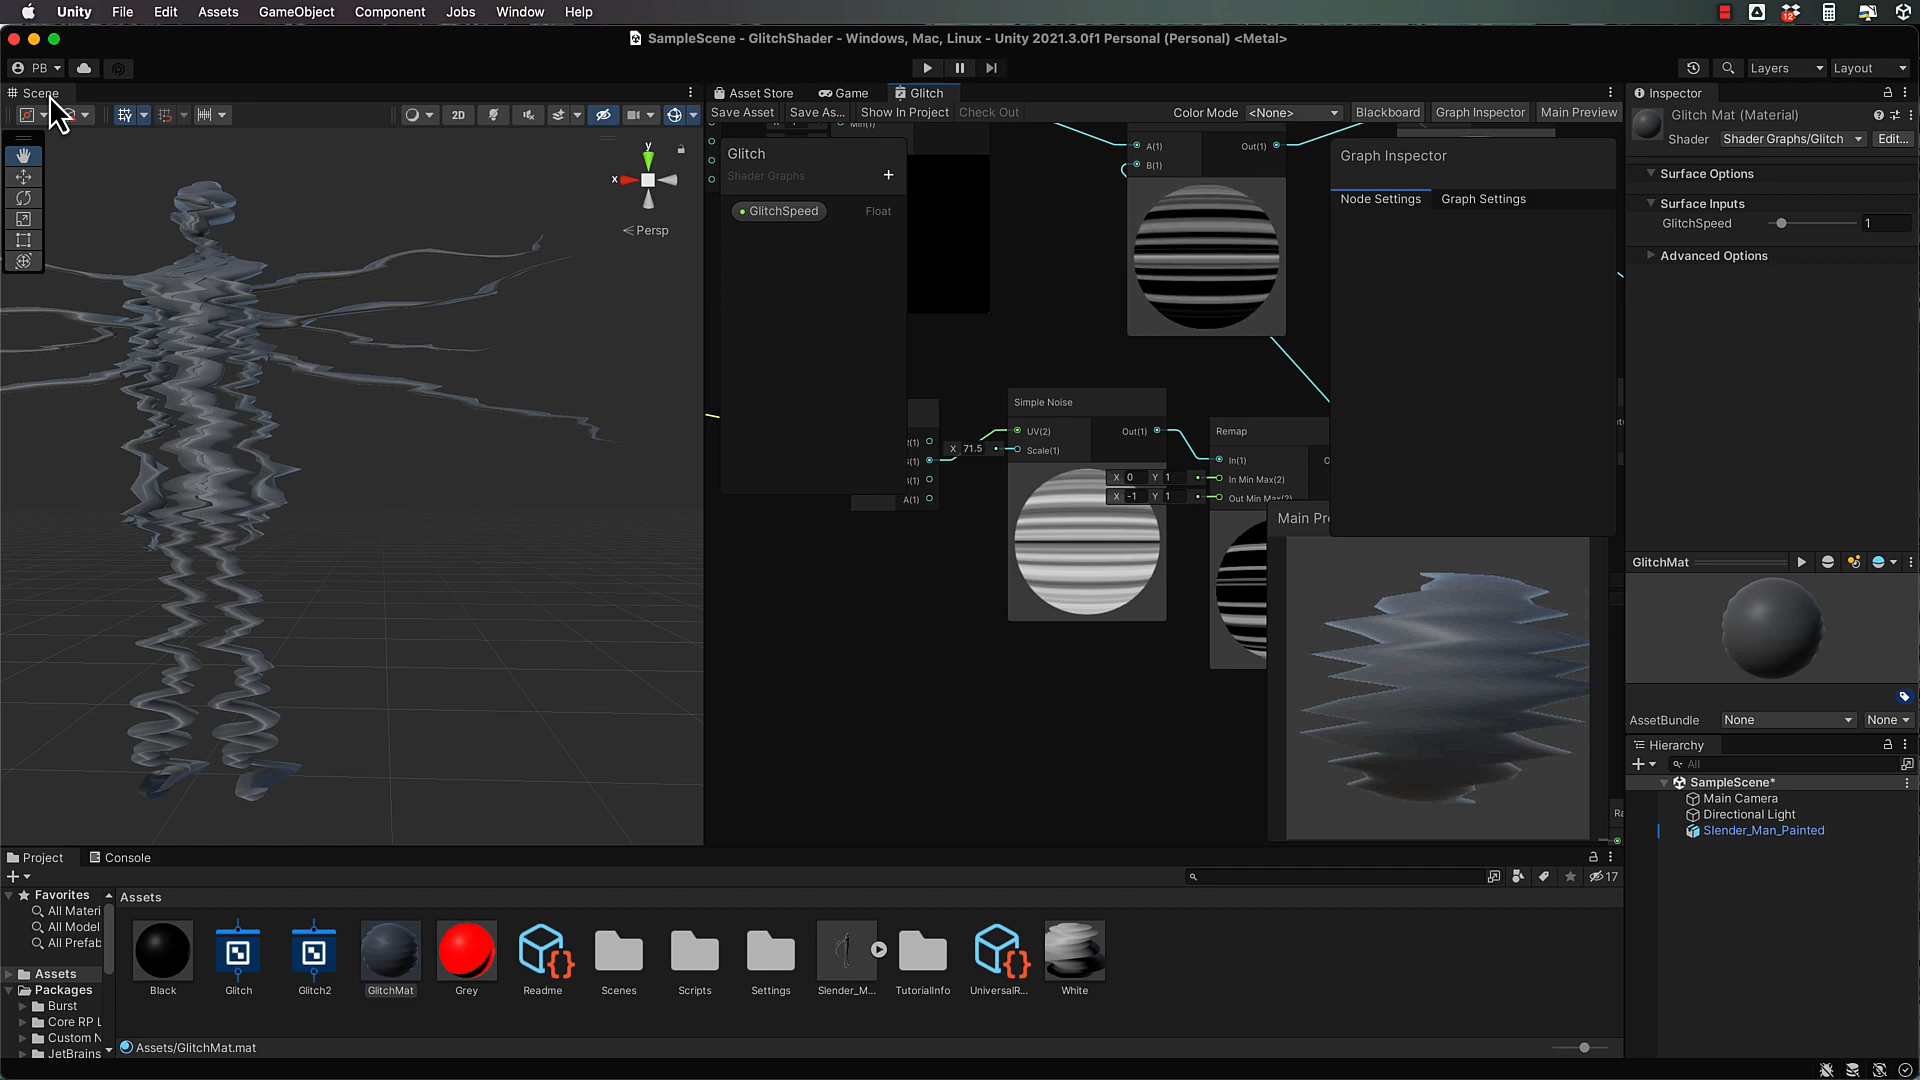 Unity File Edit Assets GameObject Component Jobs Window Help
12
SampleScene - GlitchShader - Windows, Mac, Linux - Unity 2021.3.0f1 Personal (Personal) <Metal>
PB
Layers Layout
Scene
2D
y
x
Persp
Asset Store Game Glitch
Save Asset Save As... Show In Project Check Out Color Mode <None> Blackboard Graph Inspector Main Preview
Glitch
Shader Graphs
GlitchSpeed Float
A(1) Out(1)
B(1)
Graph Inspector
Node Settings Graph Settings
Simple Noise
UV(2) Out(1)
X 71.5 Scale(1)
A(1)
Remap
In(1)
X 0 Y 1 In Min Max(2)
X -1 Y 1 Out Min Max(2)
Main Pre
Inspector
Glitch Mat (Material)
Shader Shader Graphs/Glitch Edit...
Surface Options
Surface Inputs
GlitchSpeed 1
Advanced Options
GlitchMat
AssetBundle None None
Hierarchy
All
SampleScene*
Main Camera
Directional Light
Slender_Man_Painted
Project Console
17
Favorites
All Materi
All Model
All Prefab
Assets
Packages
Burst
Core RP L
Custom N
JetBrains
Assets
Black Glitch Glitch2 GlitchMat Grey Readme Scenes Scripts Settings Slender_M... TutorialInfo UniversalR... White
Assets/GlitchMat.mat